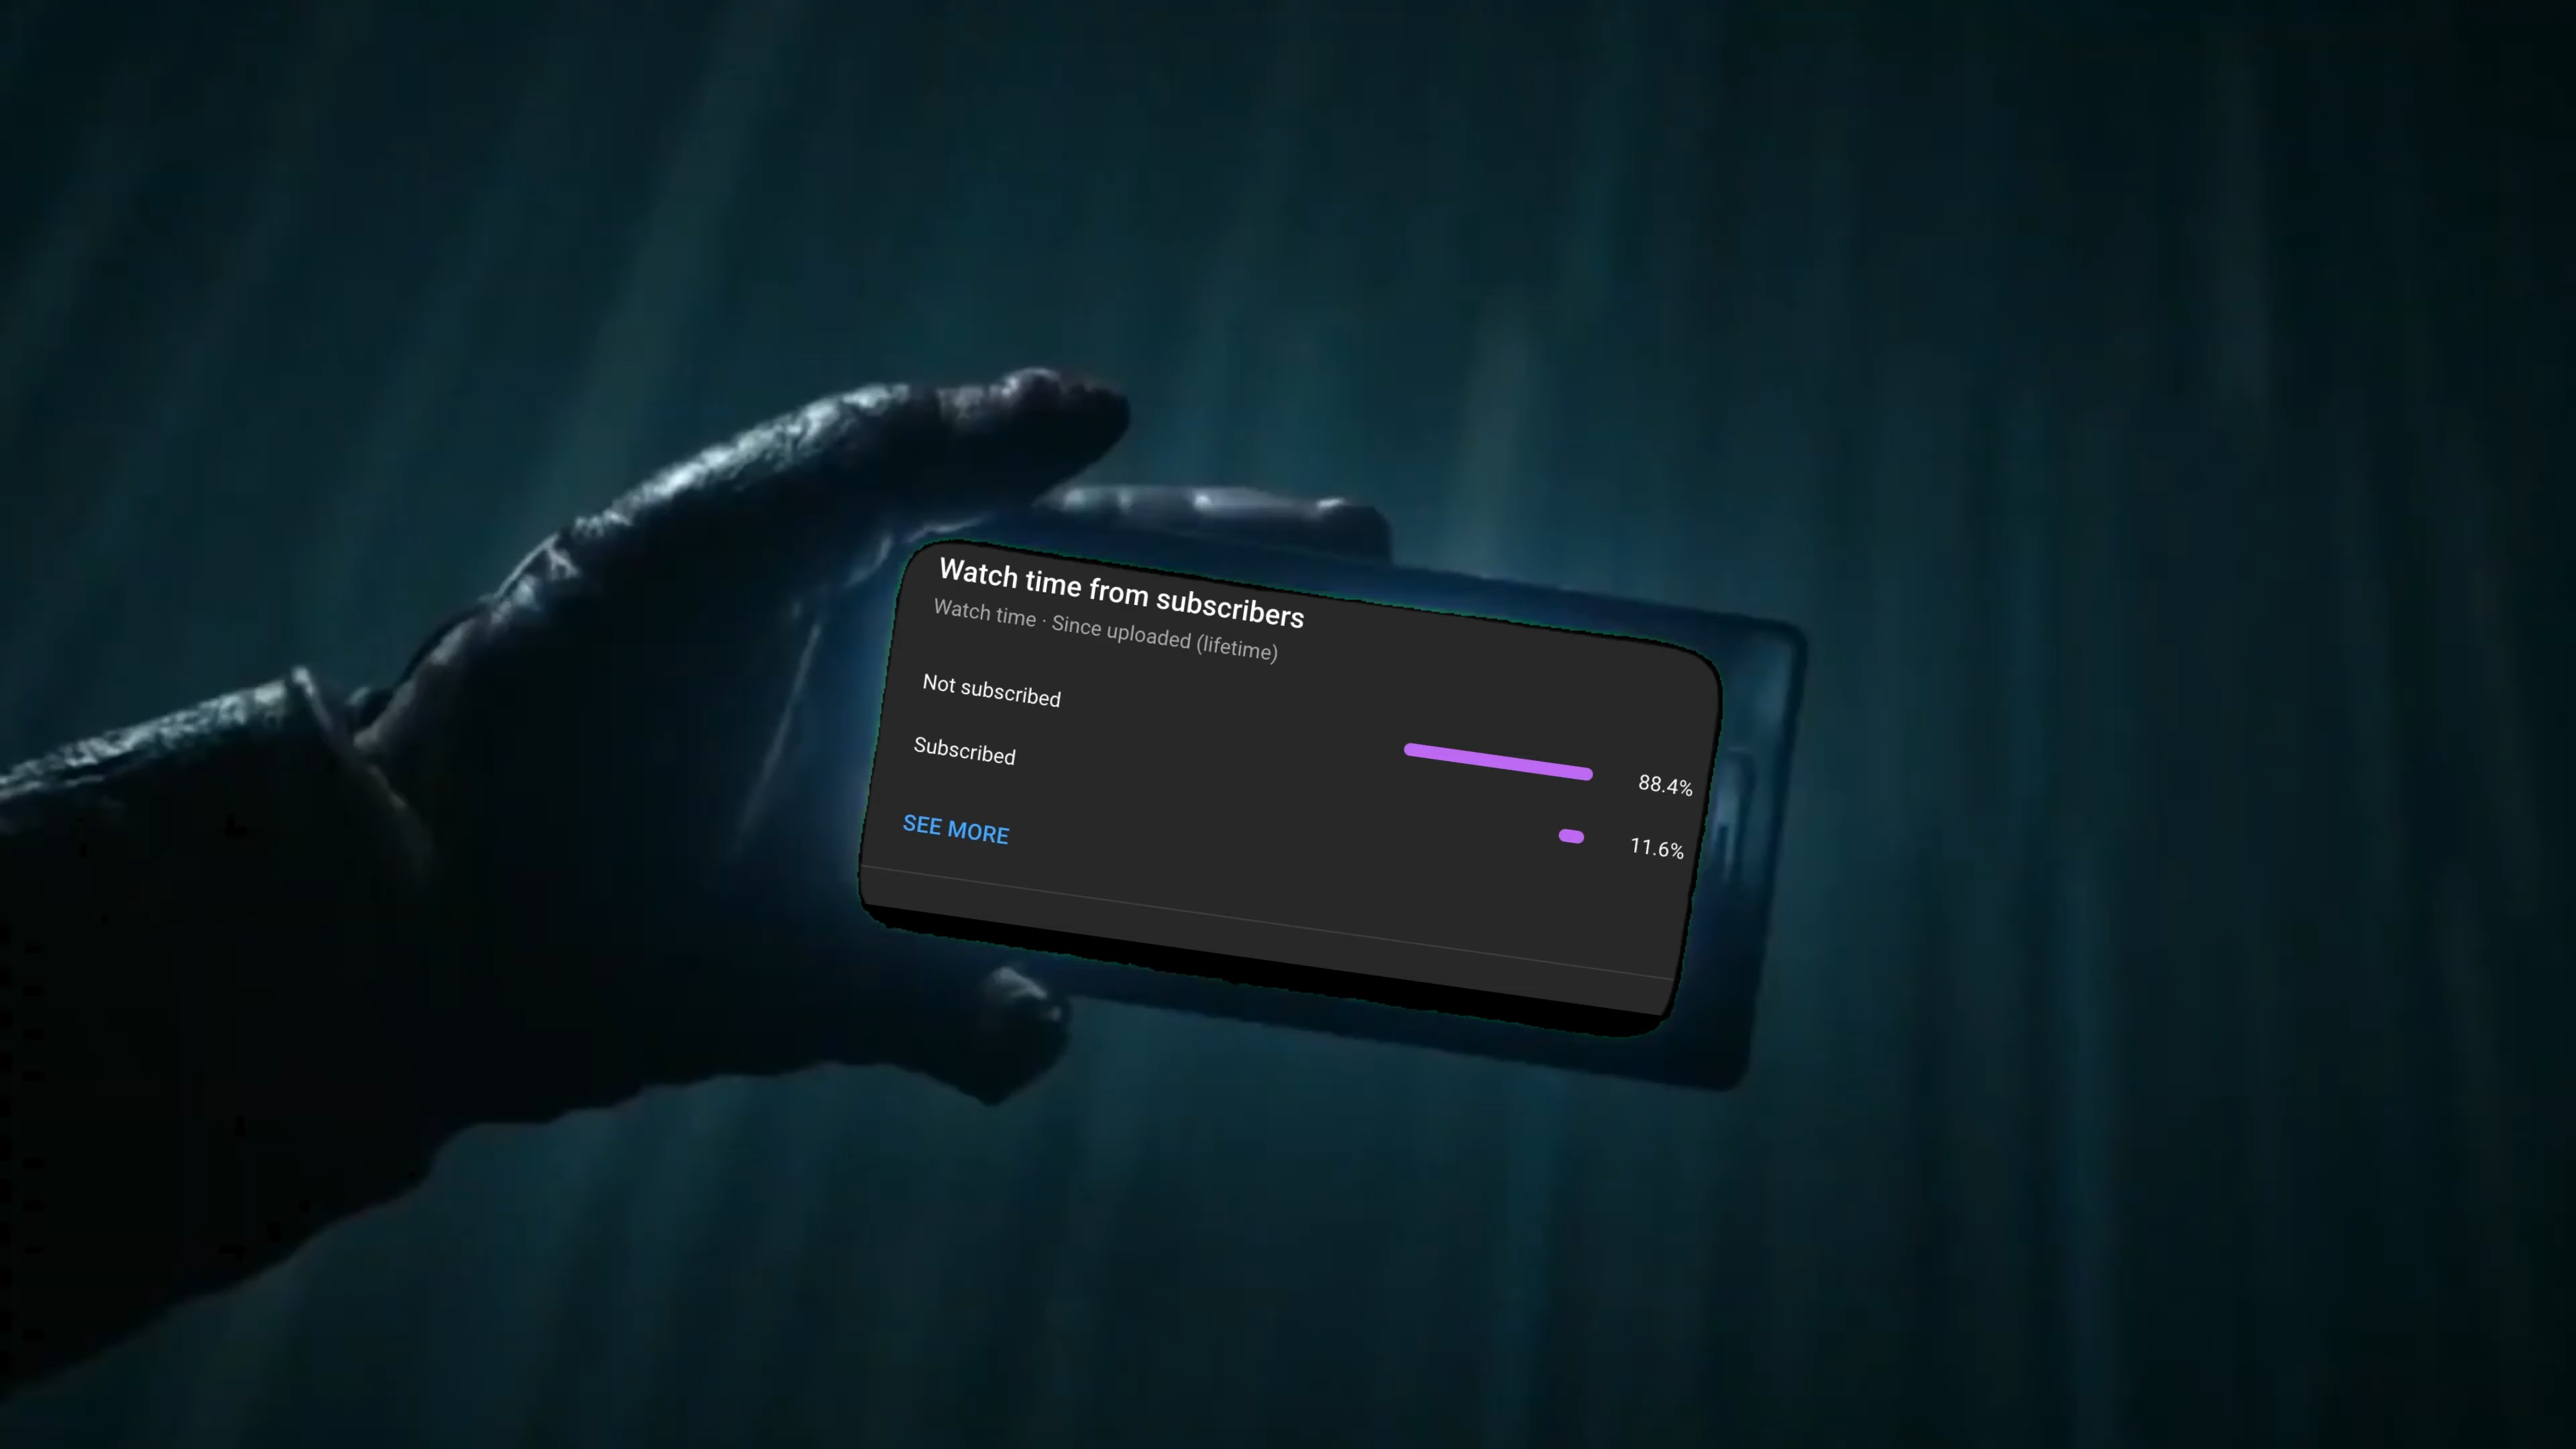 Watch time from subscribers
Watch time · Since uploaded (lifetime)
Not subscribed 88.4%
Subscribed 11.6%
SEE MORE